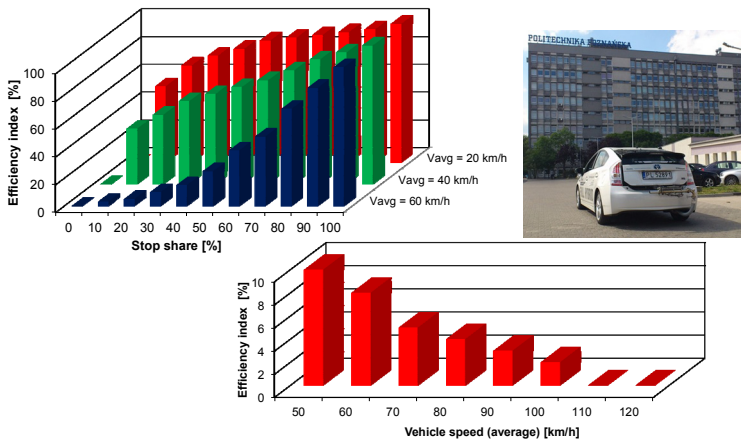 Efficiency index [%]
100
80
60
40
20
0
0 10 20 30 40 50 60 70 80 90 100
Stop share [%]
Vavg = 20 km/h
Vavg = 40 km/h
Vavg = 60 km/h
POLITECHNIKA POZNAŃSKA
Efficiency index [%]
10
8
6
4
2
0
50 60 70 80 90 100 110 120
Vehicle speed (average) [km/h]